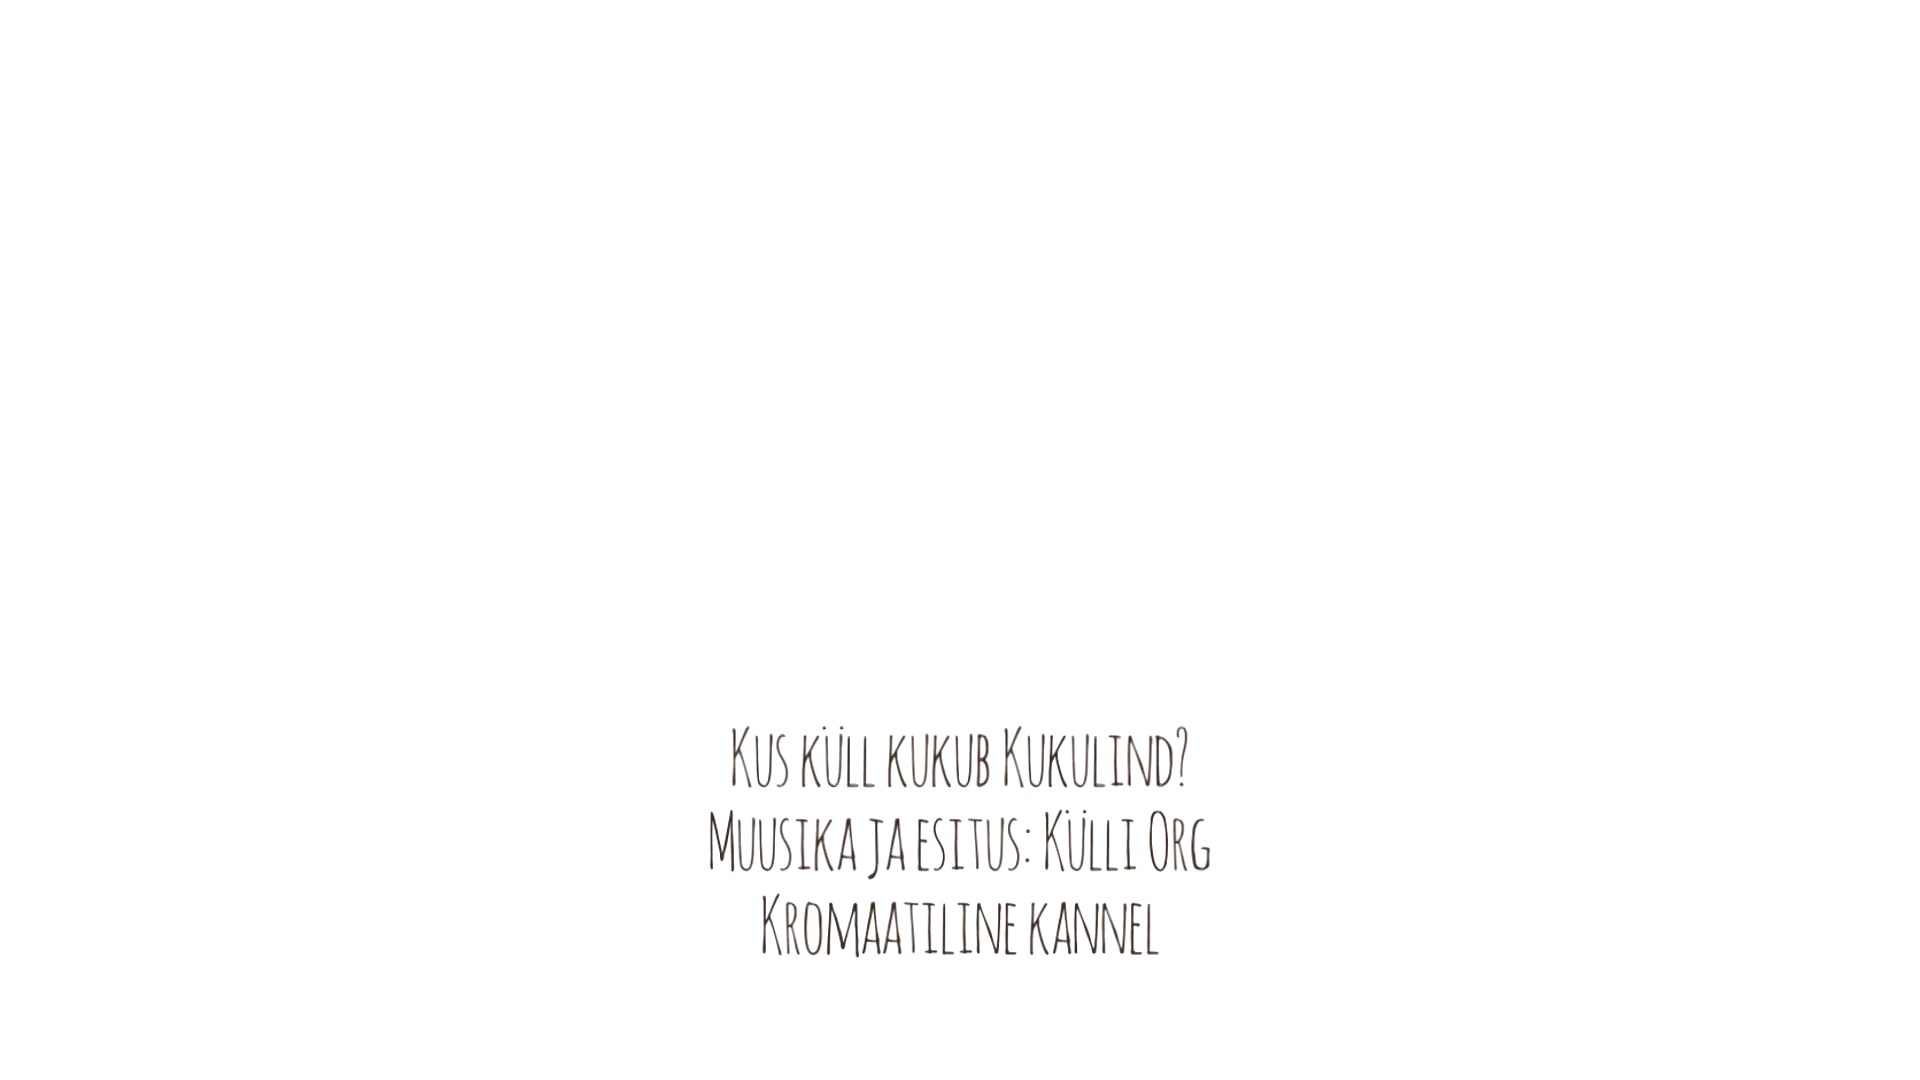 Kus küll kukub Kukulind?
Muusika ja esitus: Külli Org
Kromaatiline kannel